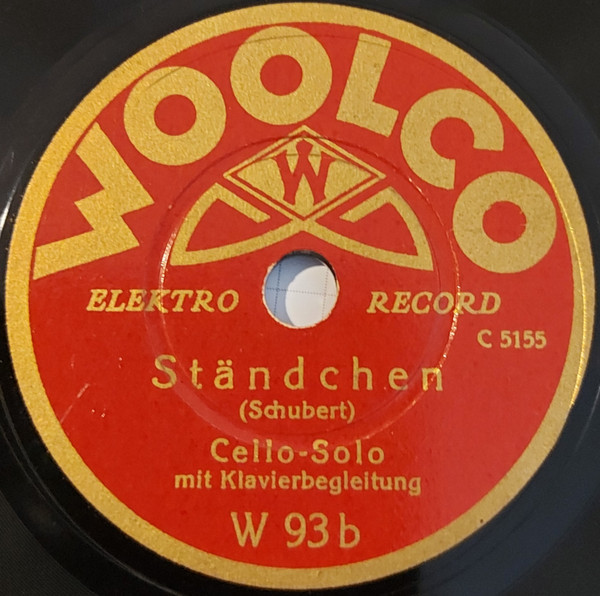 WOOLCO
W
ELEKTRO RECORD
C 5155
Ständchen
(Schubert)
Cello-Solo
mit Klavierbegleitung
W 93 b